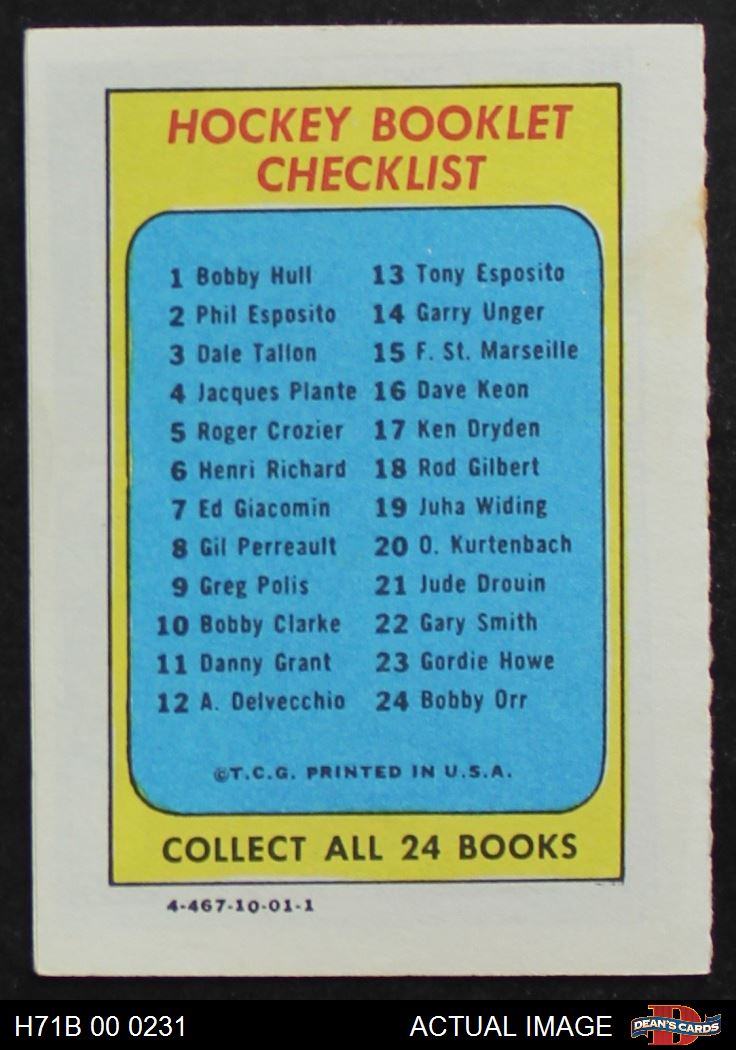 HOCKEY BOOKLET
CHECKLIST
1 Bobby Hull
2 Phil Esposito
3 Dale Tallon
4 Jacques Plante
5 Roger Crozier
6 Henri Richard
7 Ed Giacomin
8 Gil Perreault
9 Greg Polis
10 Bobby Clarke
11 Danny Grant
12 A. Delvecchio
13 Tony Esposito
14 Garry Unger
15 F. St. Marseille
16 Dave Keon
17 Ken Dryden
18 Rod Gilbert
19 Juha Widing
20 O. Kurtenbach
21 Jude Drouin
22 Gary Smith
23 Gordie Howe
24 Bobby Orr
©T.C.G. PRINTED IN U.S.A.
COLLECT ALL 24 BOOKS
4-467-10-01-1
H71B 00 0231
ACTUAL IMAGE
D
DEAN'S CARDS